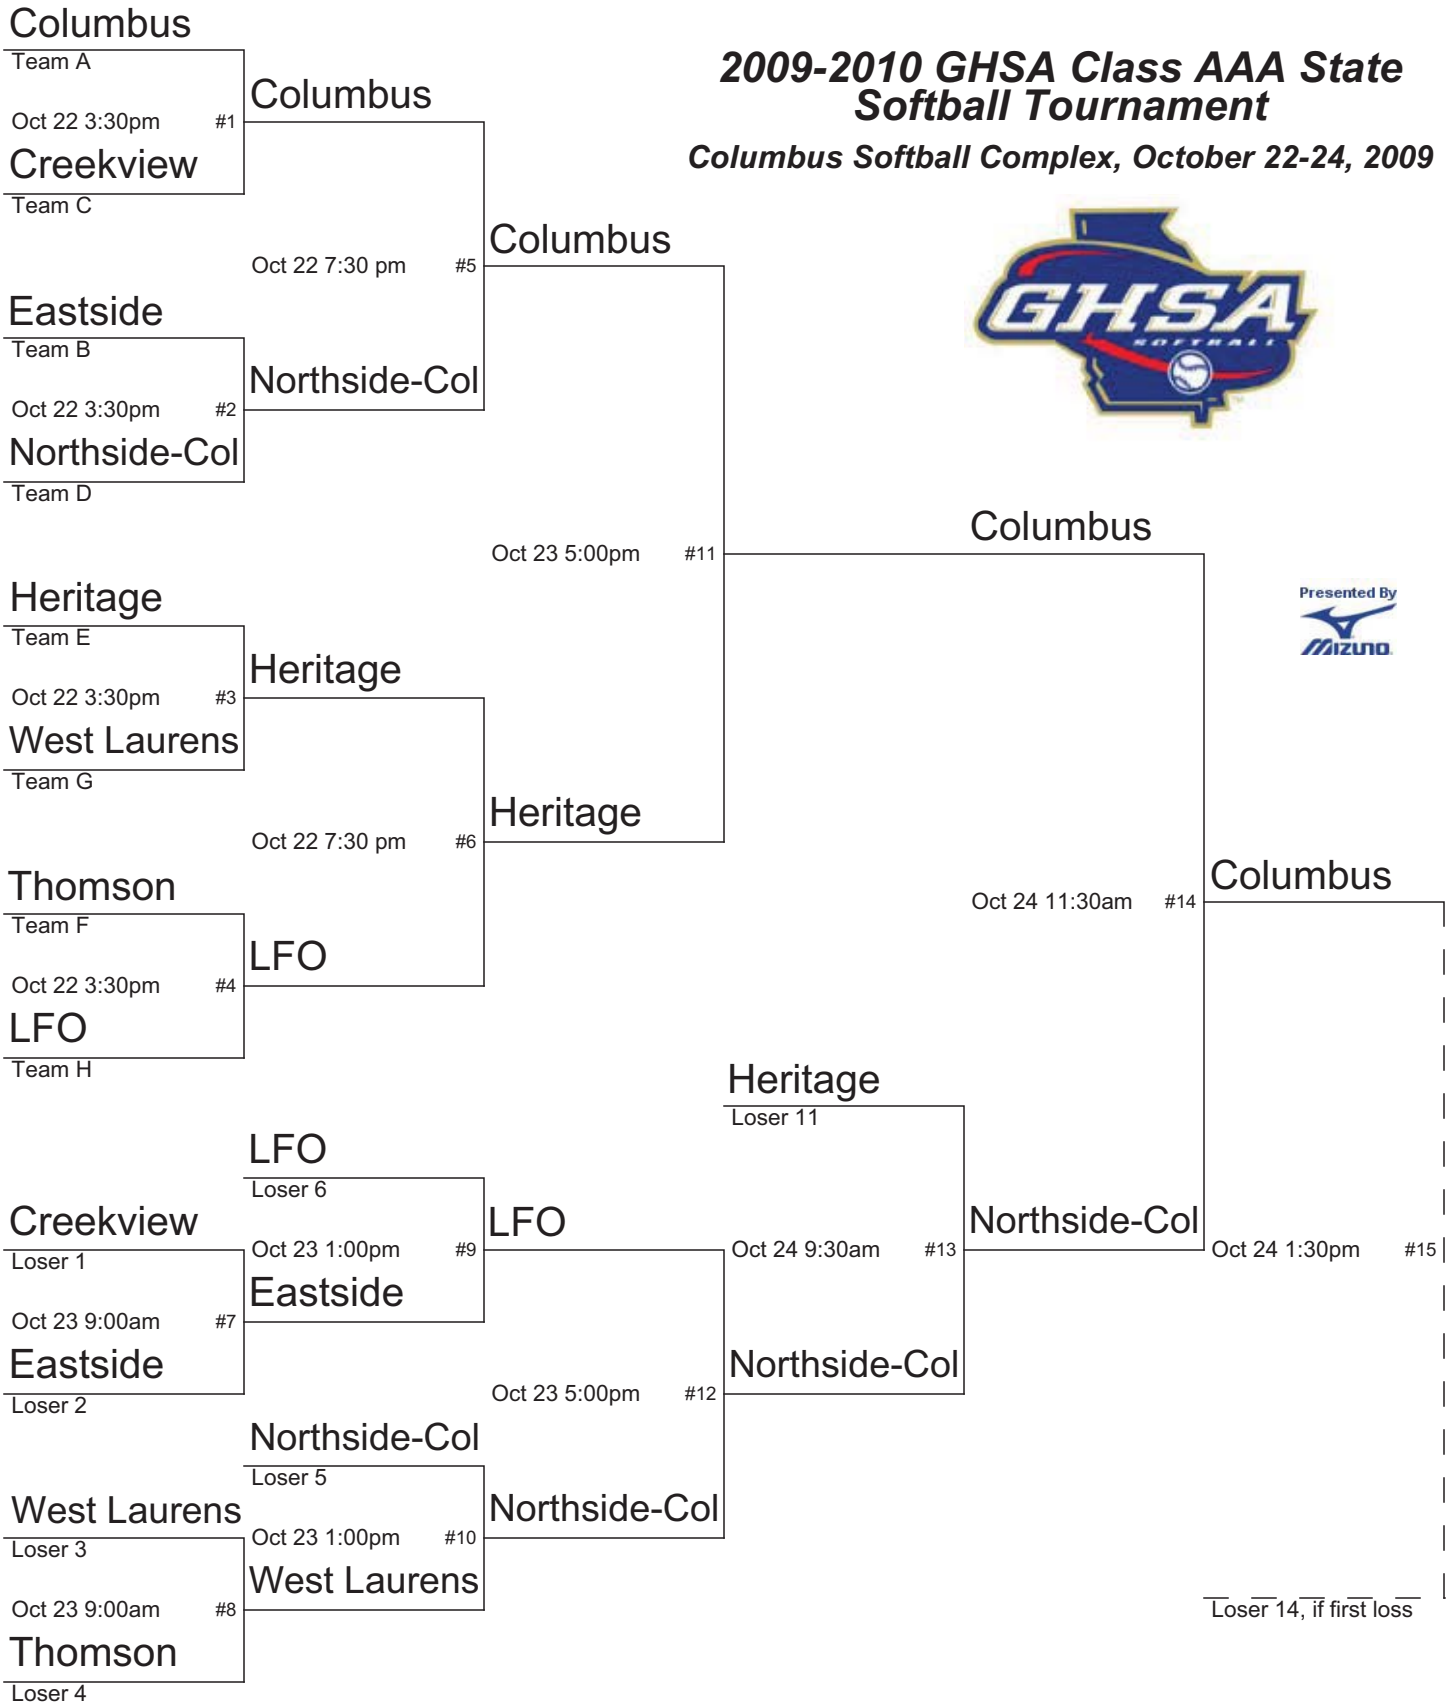 2009-2010 GHSA Class AAA State
Softball Tournament
Columbus Softball Complex, October 22-24, 2009
GHSA
SOFTBALL
TM
Presented By
MIZUNO
Columbus
Team A
Oct 22 3:30pm #1
Creekview
Team C
Eastside
Team B
Oct 22 3:30pm #2
Northside-Col
Team D
Heritage
Team E
Oct 22 3:30pm #3
West Laurens
Team G
Thomson
Team F
Oct 22 3:30pm #4
LFO
Team H
Columbus
Oct 22 7:30 pm #5
Northside-Col
Heritage
Oct 22 7:30 pm #6
LFO
Columbus
Oct 23 5:00pm #11
Heritage
Columbus
Oct 24 11:30am #14
Columbus
Creekview
Loser 1
Oct 23 9:00am #7
Eastside
Loser 2
West Laurens
Loser 3
Oct 23 9:00am #8
Thomson
Loser 4
LFO
Loser 6
Oct 23 1:00pm #9
Eastside
Northside-Col
Loser 5
Oct 23 1:00pm #10
West Laurens
LFO
Oct 23 5:00pm #12
Northside-Col
Heritage
Loser 11
Oct 24 9:30am #13
Northside-Col
Northside-Col
Oct 24 1:30pm #15
Loser 14, if first loss